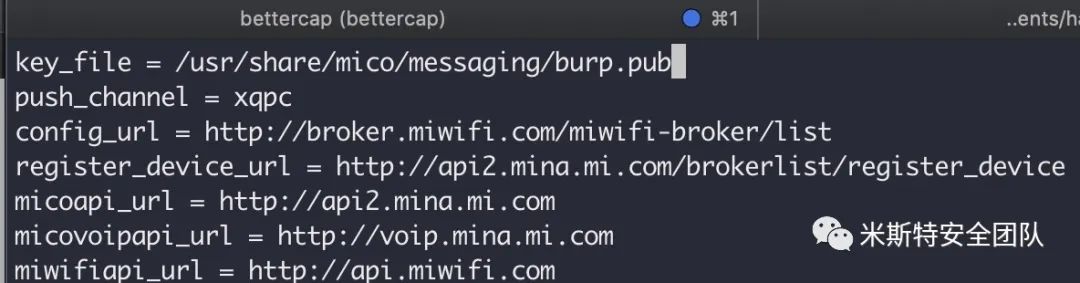 bettercap (bettercap)
⌘1
..ents/ha
key_file = /usr/share/mico/messaging/burp.pub
push_channel = xqpc
config_url = http://broker.miwifi.com/miwifi-broker/list
register_device_url = http://api2.mina.mi.com/brokerlist/register_device
micoapi_url = http://api2.mina.mi.com
micovoipapi_url = http://voip.mina.mi.com
miwifiapi_url = http://api.miwifi.com
米斯特安全团队